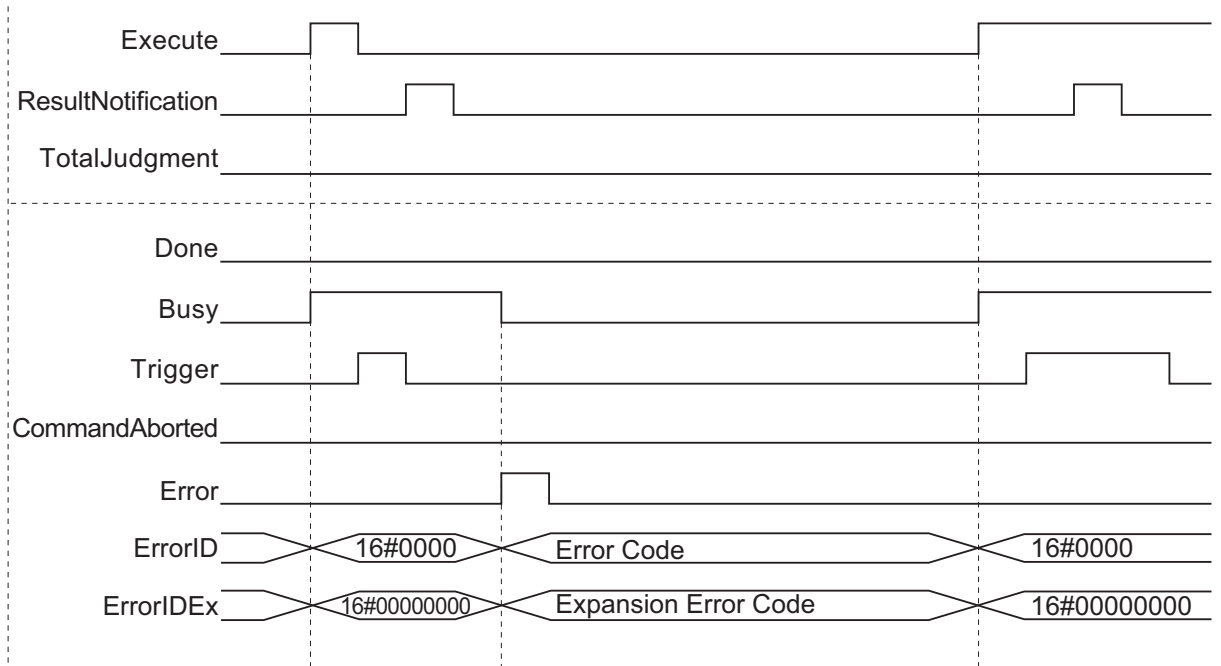 Execute
ResultNotification
TotalJudgment
Done
Busy
Trigger
CommandAborted
Error
ErrorID 16#0000 Error Code 16#0000
ErrorIDEx 16#00000000 Expansion Error Code 16#00000000